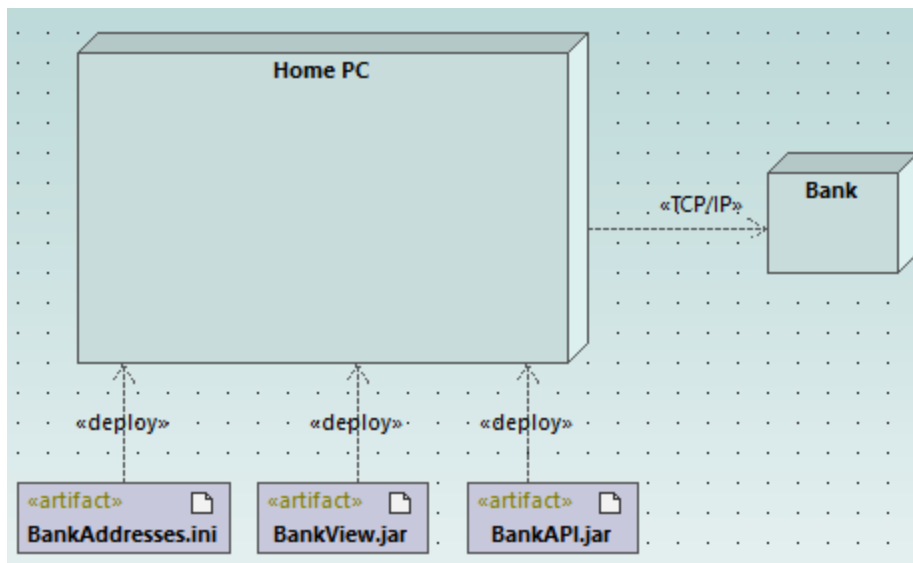 Home PC
Bank
«TCP/IP»
«deploy»
«deploy»
«deploy»
«artifact»
BankAddresses.ini
«artifact»
BankView.jar
«artifact»
BankAPI.jar